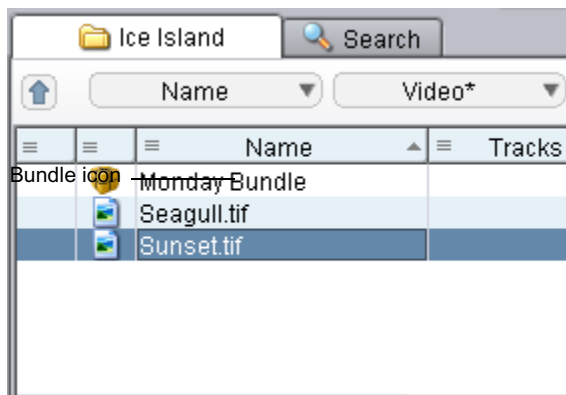 Ice Island
Search
Name
Video*
Name
Tracks
Bundle icon
Monday Bundle
Seagull.tif
Sunset.tif